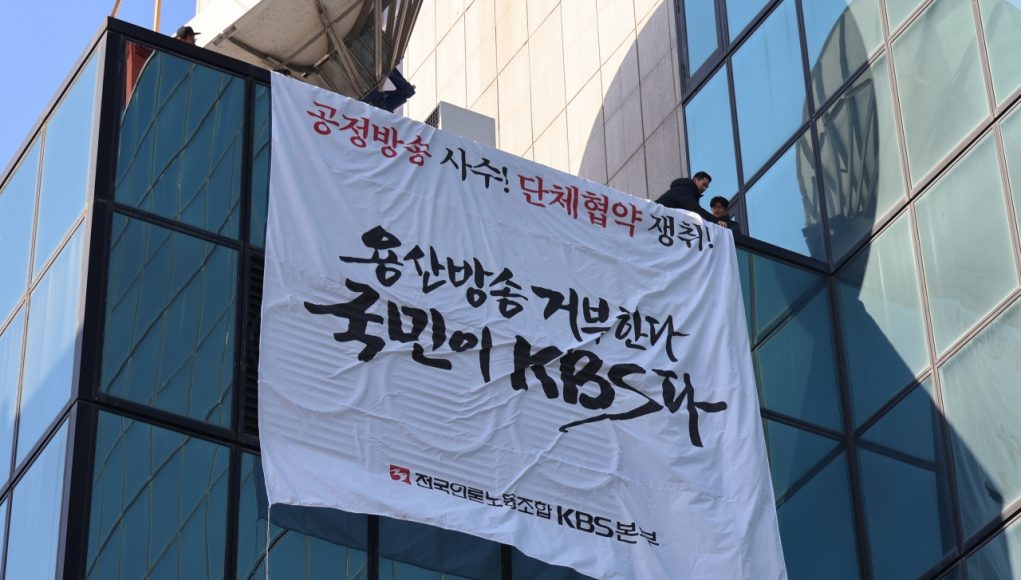 공정방송 사수! 단체협약 쟁취!
용산방송 거부한다
국민이 KBS다
전국언론노동조합 KBS본부